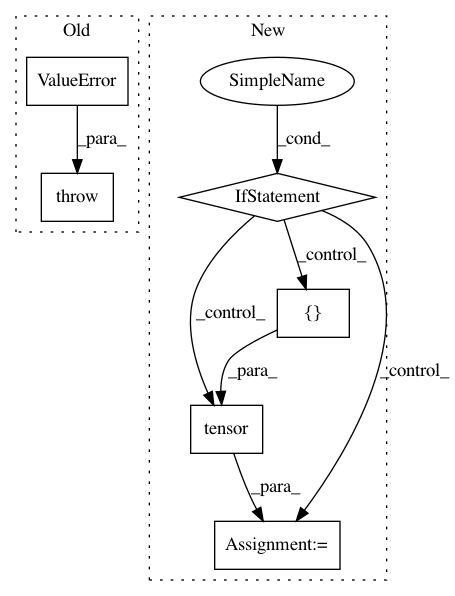 Old
New
ValueError
SimpleName
_para_
_cond_
throw
IfStatement
_control_
_control_
{}
_control_
_para_
tensor
_para_
Assignment:=